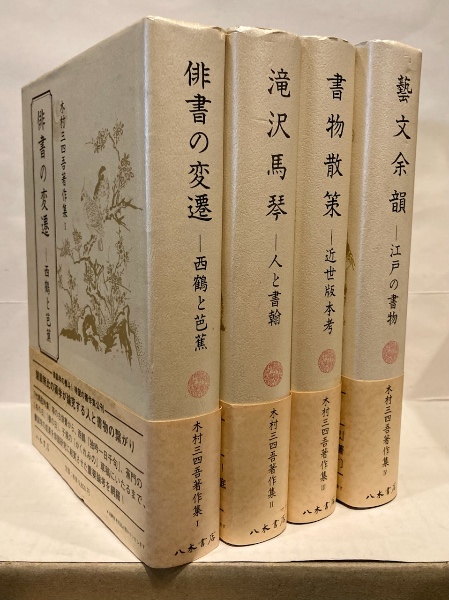 木村三四吾著作集 I
俳書の変遷
西鶴と芭蕉
俳書の変遷
―西鶴と芭蕉
木村三四吾著作集 I
八木書店
滝沢馬琴
―人と書翰
木村三四吾著作集 II
八木書店
書物散策
―近世版本考
木村三四吾著作集 III
八木書店
藝文余韻
―江戸の書物
木村三四吾著作集 IV
八木書店